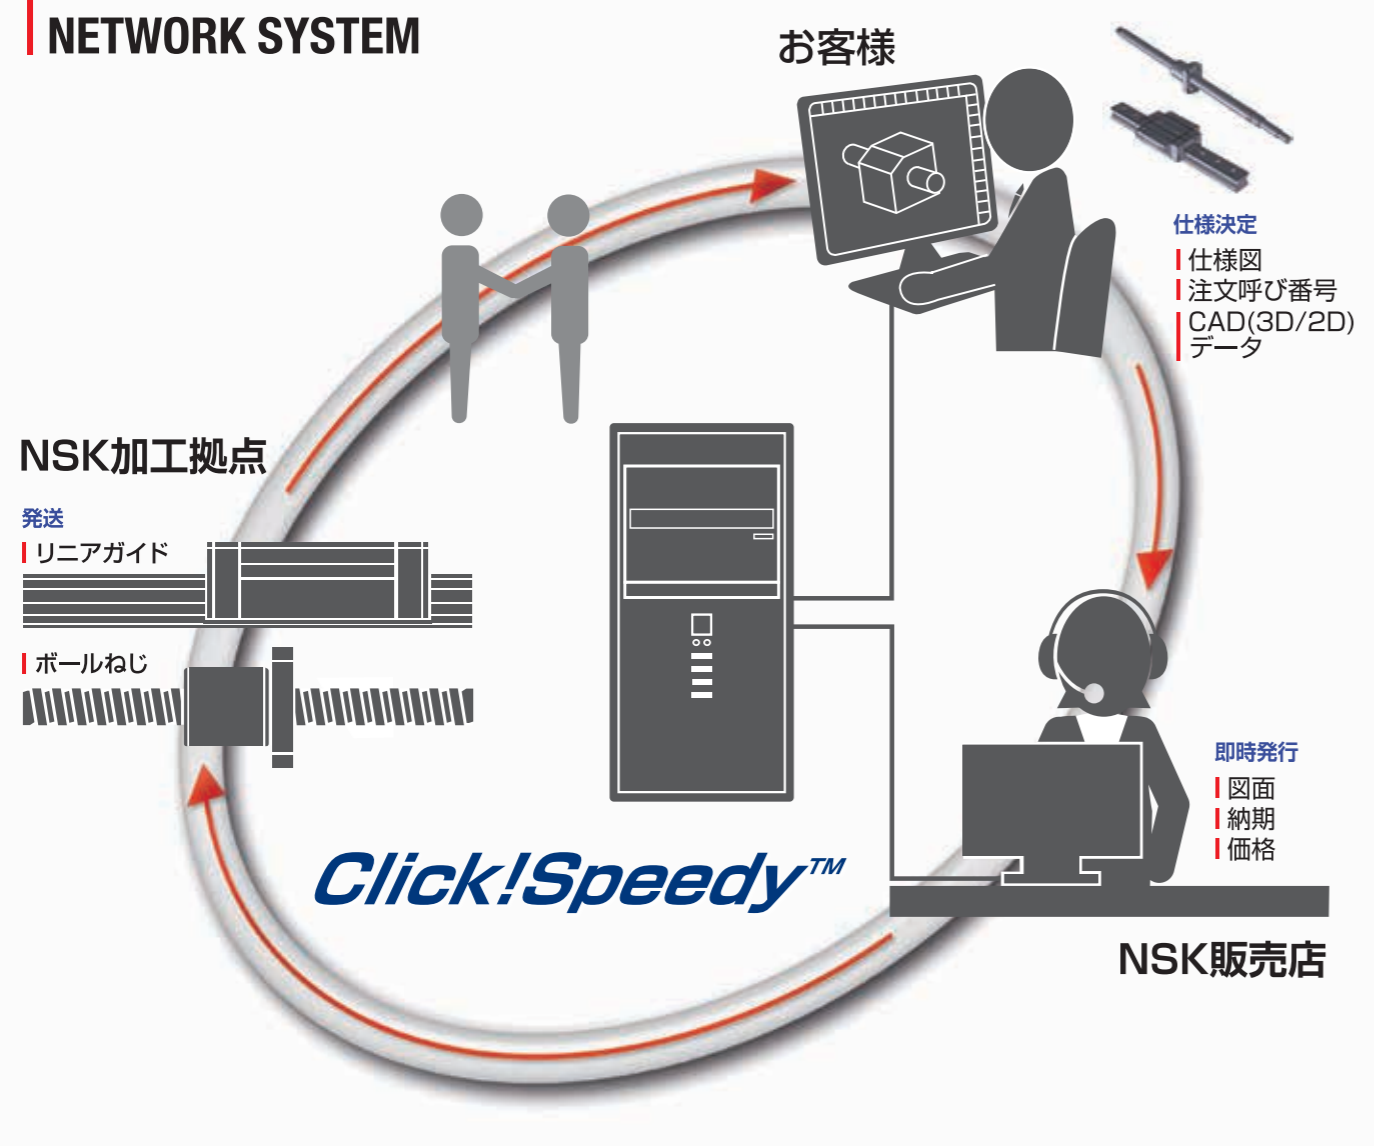 NETWORK SYSTEM
お客様
仕様決定
仕様図
注文呼び番号
CAD(3D/2D)
データ
NSK加工拠点
発送
リニアガイド
ボールねじ
Click!Speedy™
即時発行
図面
納期
価格
NSK販売店